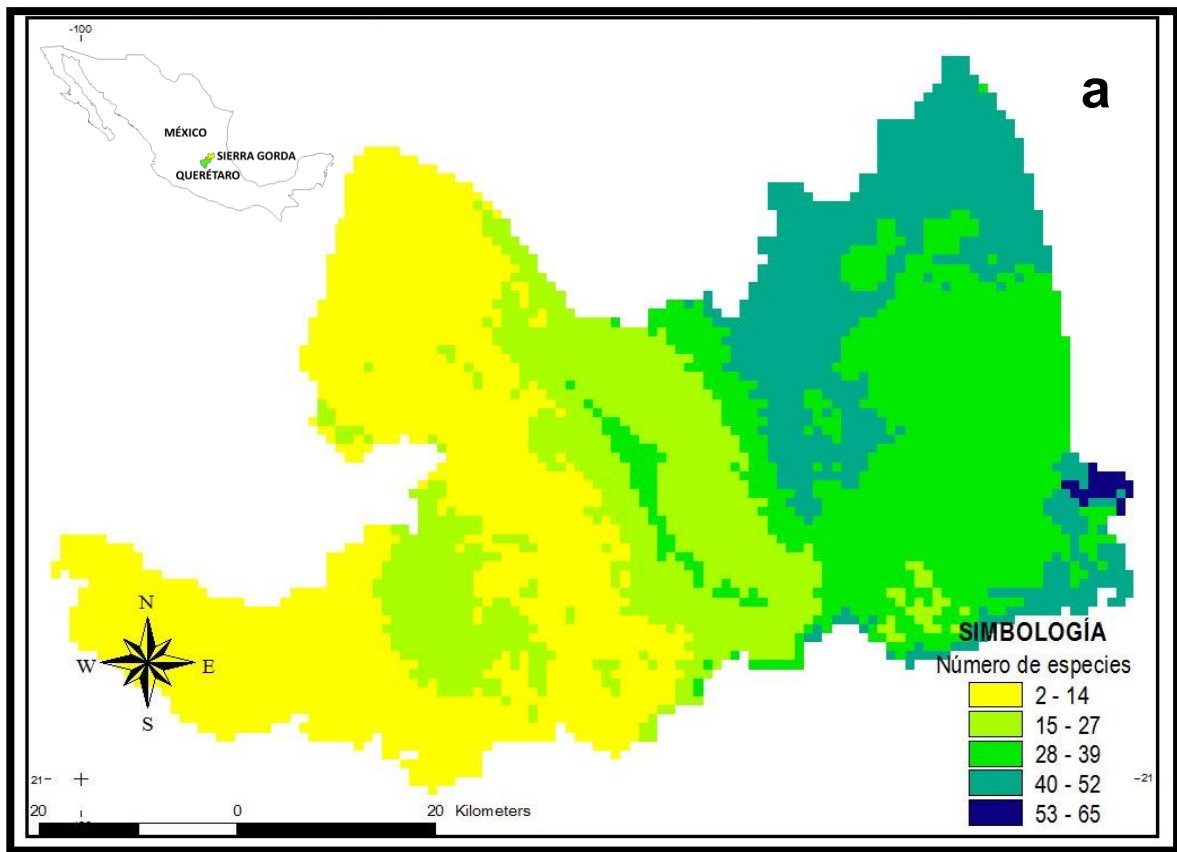 -100
a
MÉXICO
SIERRA GORDA
QUERÉTARO
N
W E
S
SIMBOLOGÍA
Número de especies
2 - 14
15 - 27
28 - 39
40 - 52
53 - 65
21
-21
20 0 20 Kilometers